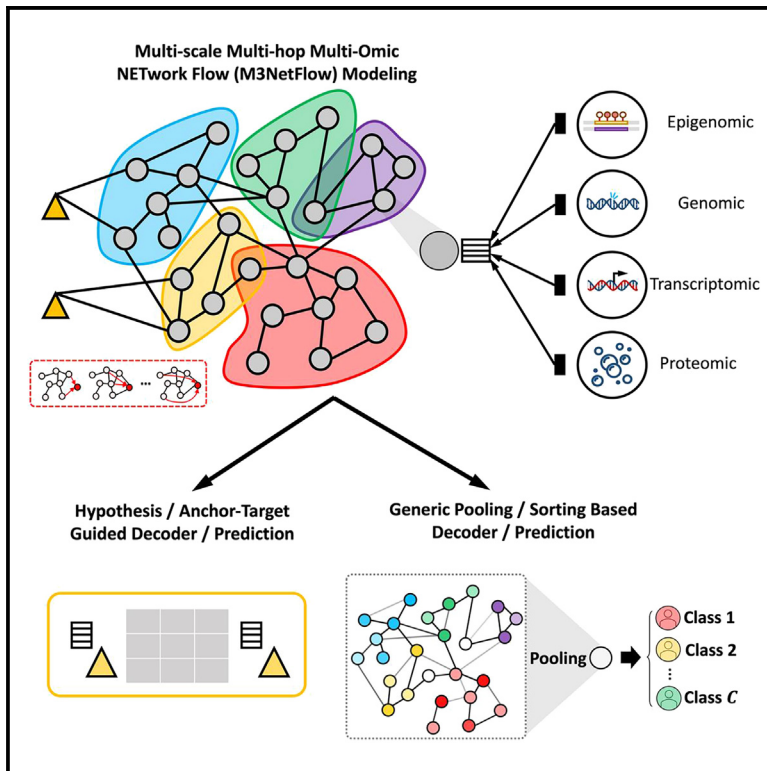 Multi-scale Multi-hop Multi-Omic
NETwork Flow (M3NetFlow) Modeling
Epigenomic
Genomic
Transcriptomic
Proteomic
...
Hypothesis / Anchor-Target
Guided Decoder / Prediction
Generic Pooling / Sorting Based
Decoder / Prediction
Pooling
Class 1
Class 2
⋮
Class C